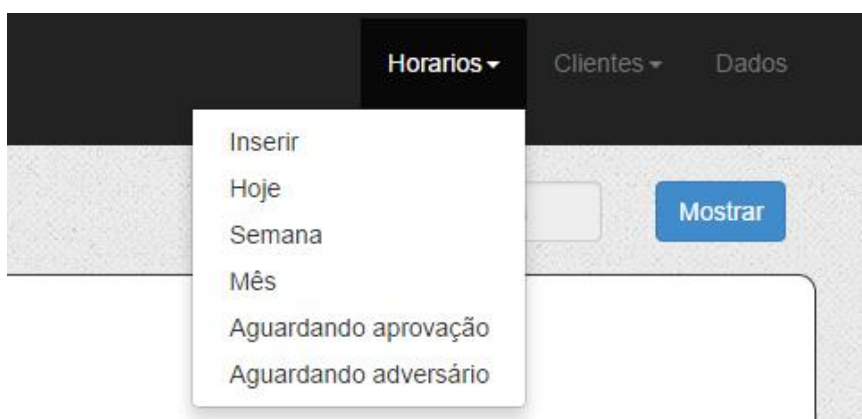 Horarios Clientes Dados
Inserir
Hoje
Mostrar
Semana
Mês
Aguardando aprovação
Aguardando adversário